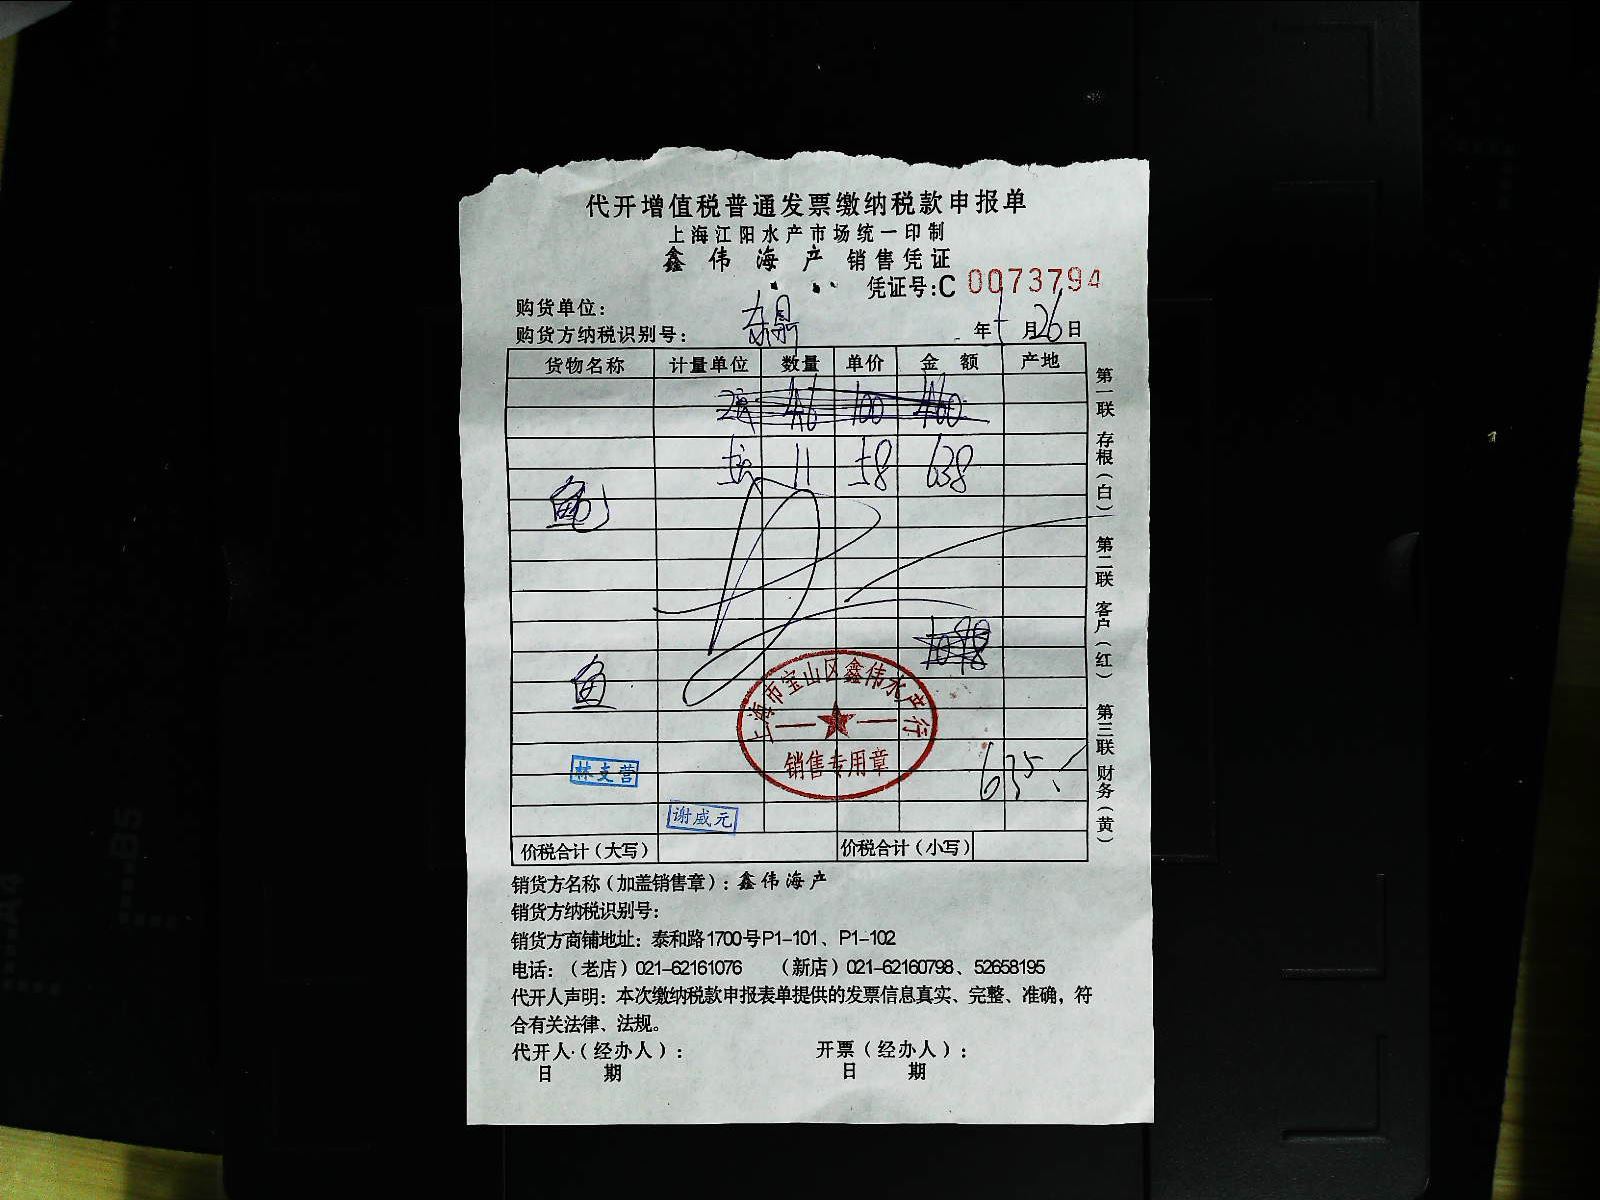 代开增值税普通发票缴纳税款申报单
上海江阳水产市场统一印制
鑫伟海产 销售凭证
凭证号:C 0073794
购货单位:
购货方纳税识别号:
年 月26日
货物名称 计量单位 数量 单价 金额 产地
46 100 460
11 58 638
上海市宝山区鑫伟水产行
销售专用章
635
林支营
谢威元
价税合计(大写) 价税合计(小写)
第一联 存根(白) 第二联 客户(红) 第三联 财务(黄)
销货方名称(加盖销售章):鑫伟海产
销货方纳税识别号:
销货方商铺地址:泰和路1700号P1-101、P1-102
电话:(老店)021-62161076 (新店)021-62160798、52658195
代开人声明:本次缴纳税款申报表单提供的发票信息真实、完整、准确,符
合有关法律、法规。
代开人·(经办人): 开票(经办人):
日 期 日 期